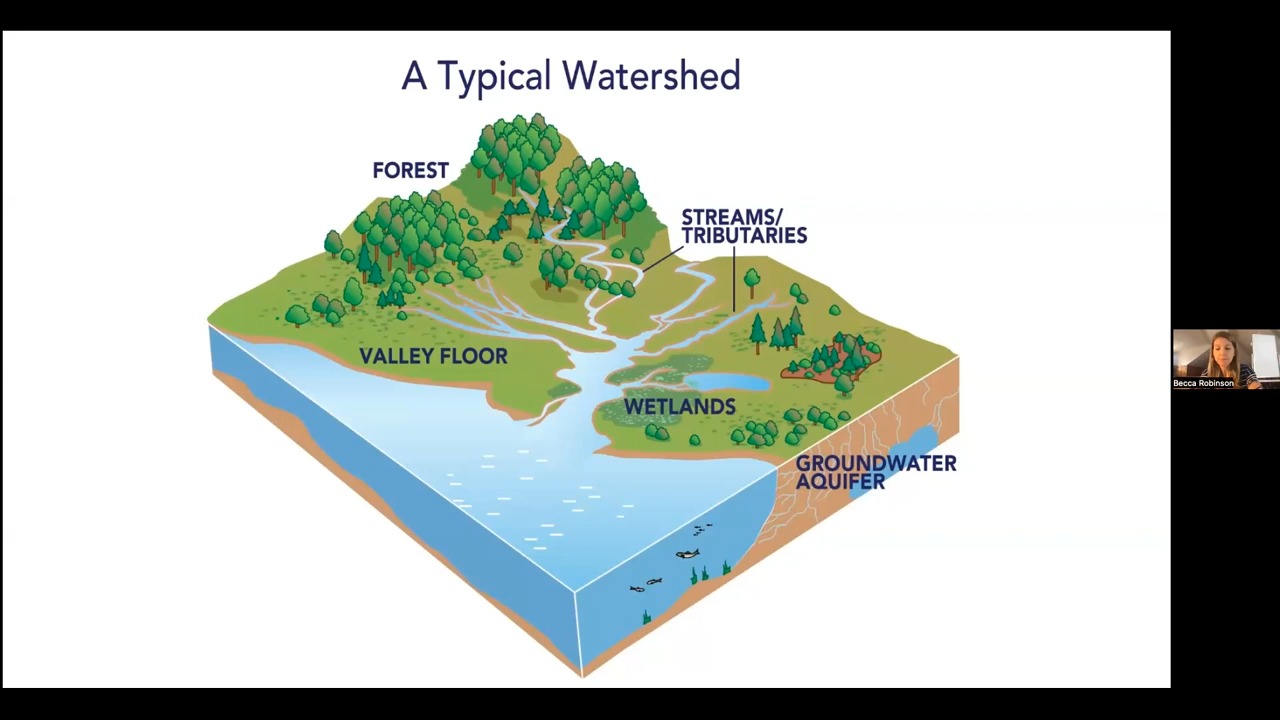 A Typical Watershed
FOREST
STREAMS/
TRIBUTARIES
VALLEY FLOOR
WETLANDS
GROUNDWATER
AQUIFER
Becca Robinson